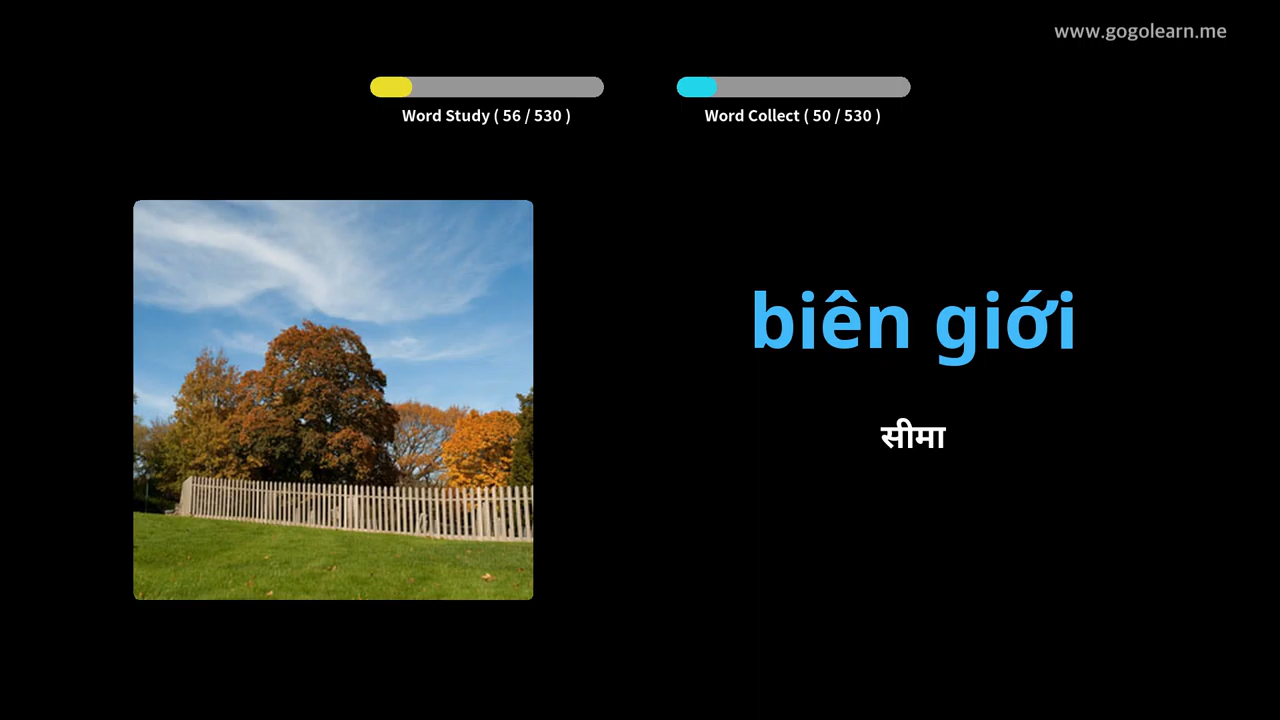 www.gogolearn.me
Word Study ( 56 / 530 )
Word Collect ( 50 / 530 )
biên giới
सीमा